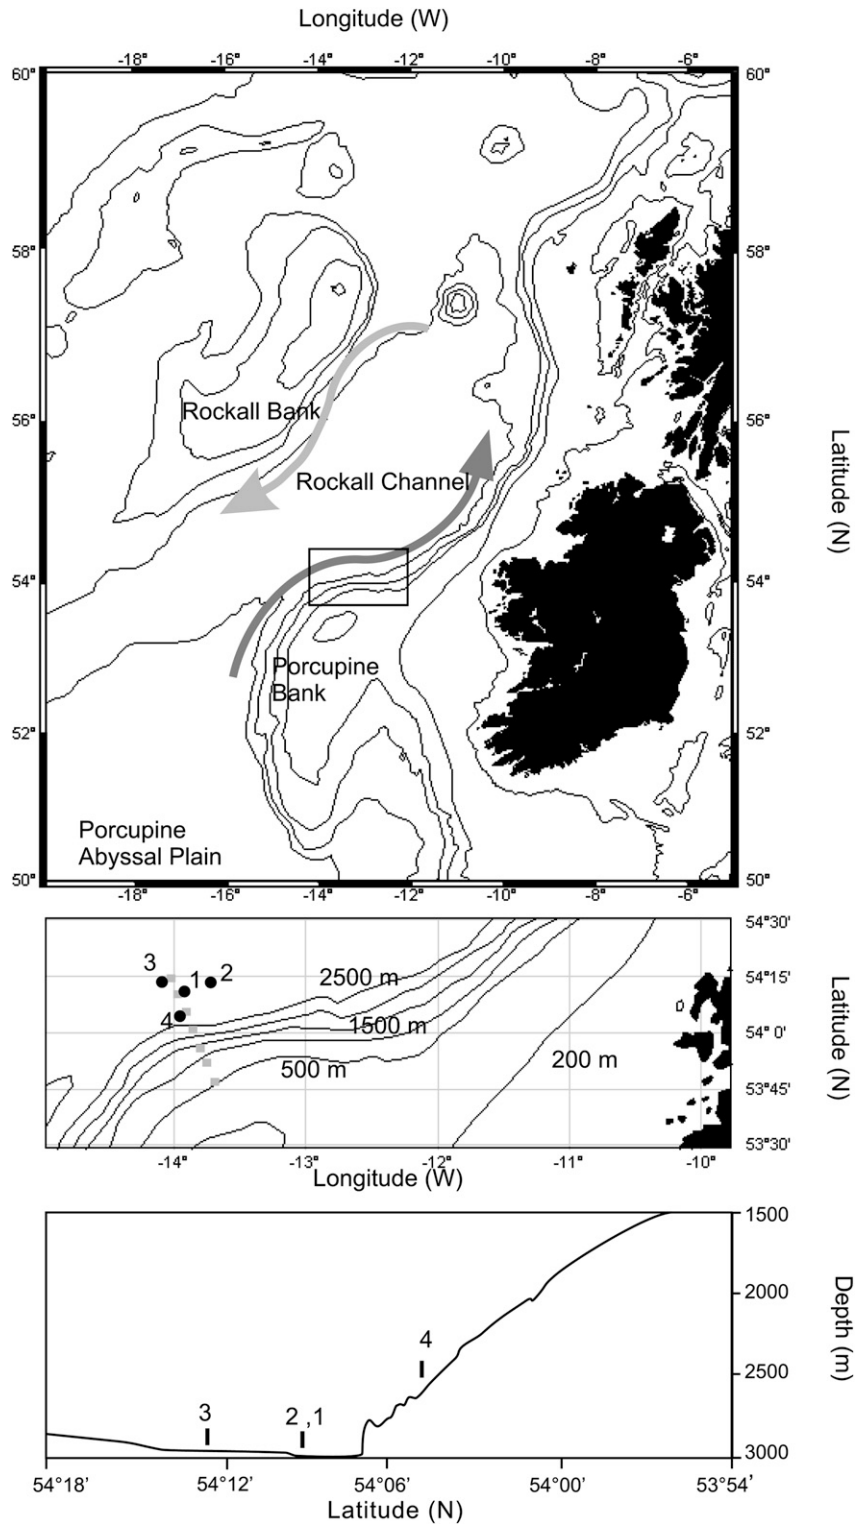 Longitude (W)
-18° -16° -14° -12° -10° -8° -6°
60° 60°
58° 58°
56° 56°
54° 54°
52° 52°
50° 50°
Rockall Bank
Rockall Channel
Porcupine
Bank
Porcupine
Abyssal Plain
Latitude (N)
-18° -16° -14° -12° -10° -8° -6°
54°30'
3 1 2
2500 m
54°15'
4
1500 m
54° 0'
500 m
200 m
53°45'
53°30'
Latitude (N)
-14° -13° -12° -11° -10°
Longitude (W)
1500
2000
4
2500
3
2 ,1
3000
Depth (m)
54°18' 54°12' 54°06' 54°00' 53°54'
Latitude (N)